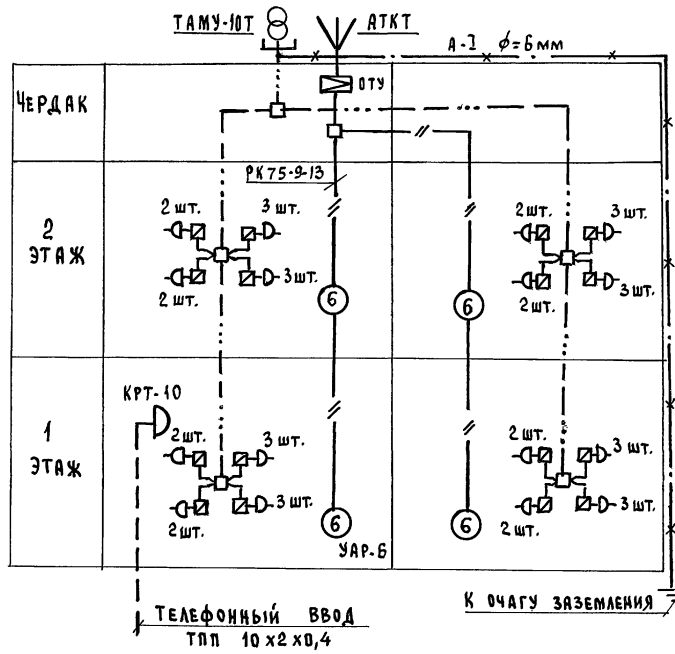 ТАМУ-10Т
АТКТ
А-I ϕ=6мм
ОТУ
ЧЕРДАК
РК75-9-13
2 шт.
3 шт.
2 шт.
3 шт.
2
ЭТАЖ
2 шт.
3 шт.
2 шт.
3 шт.
6
6
КРТ-10
1
ЭТАЖ
2 шт.
3 шт.
2 шт.
3 шт.
2 шт.
3 шт.
2 шт.
3 шт.
6
6
УАР-6
К ОЧАГУ ЗАЗЕМЛЕНИЯ
ТЕЛЕФОННЫЙ ВВОД
ТПП 10х2х0,4